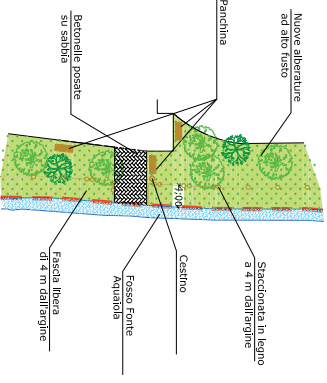 Betonelle posate
su sabbia
Panchina
Nuove alberature
ad alto fusto
4,00
Fascia libera
di 4 m dall'argine
Fosso Fonte
Aquaiola
Cestino
Staccionata in legno
a 4 m dall'argine